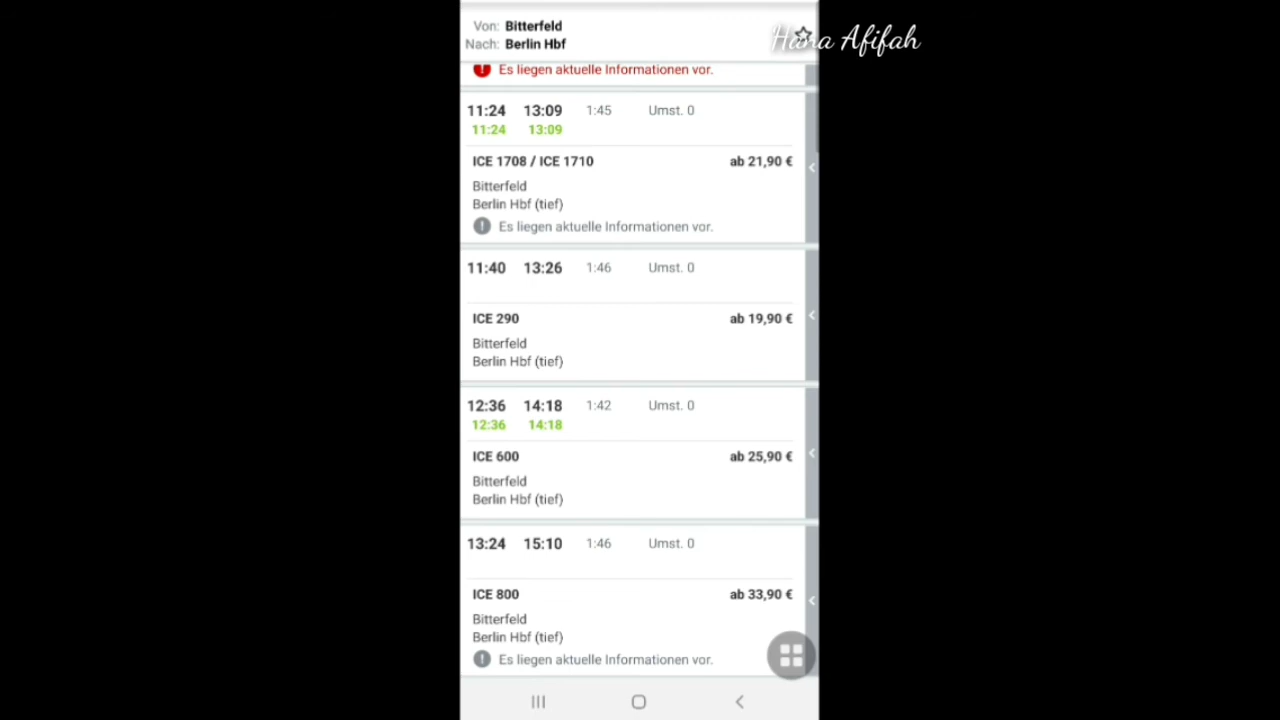 Von: Bitterfeld
Hana Afifah
Nach: Berlin Hbf
Es liegen aktuelle Informationen vor.
11:24 13:09 1:45 Umst. 0
11:24 13:09
ICE 1708 / ICE 1710 ab 21,90 €
Bitterfeld
Berlin Hbf (tief)
Es liegen aktuelle Informationen vor.
11:40 13:26 1:46 Umst. 0
ICE 290 ab 19,90 €
Bitterfeld
Berlin Hbf (tief)
12:36 14:18 1:42 Umst. 0
12:36 14:18
ICE 600 ab 25,90 €
Bitterfeld
Berlin Hbf (tief)
13:24 15:10 1:46 Umst. 0
ICE 800 ab 33,90 €
Bitterfeld
Berlin Hbf (tief)
Es liegen aktuelle Informationen vor.